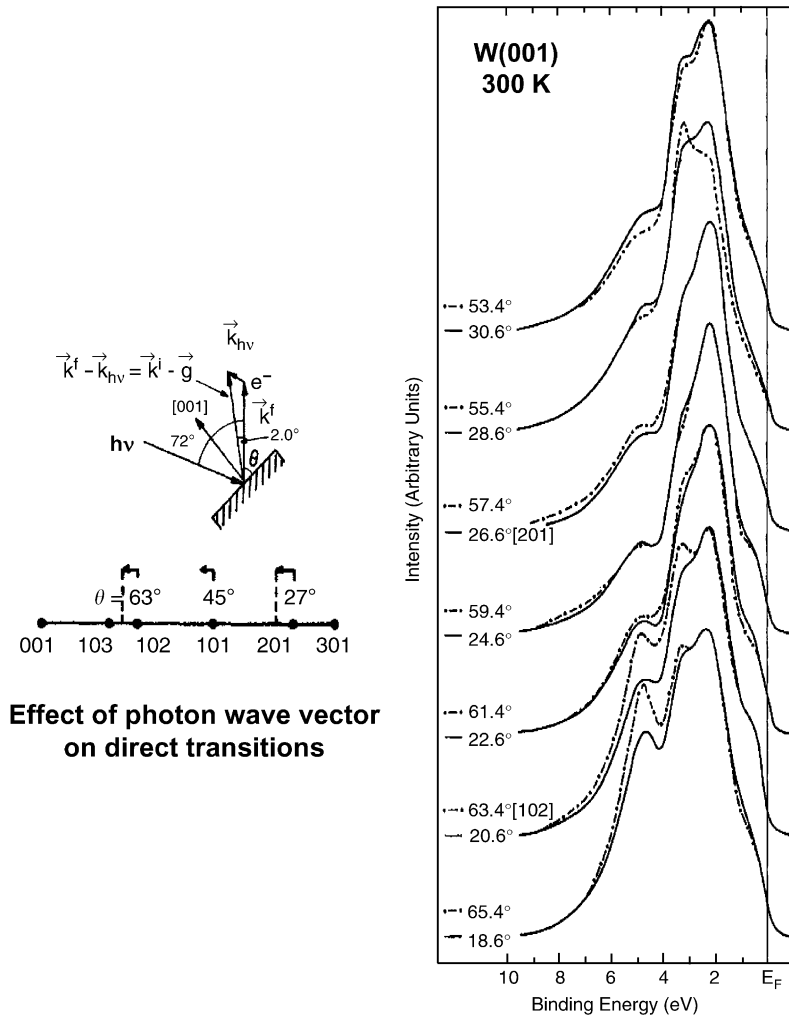 k⃗hν
k⃗f – k⃗hν = k⃗i - g⃗
e–
[001]
k⃗f
72°
2.0°
hν
θ
θ = 63°
45°
27°
001
103
102
101
201
301
Effect of photon wave vector
on direct transitions
W(001)
300 K
53.4°
30.6°
55.4°
28.6°
57.4°
26.6°[201]
59.4°
24.6°
61.4°
22.6°
63.4°[102]
20.6°
65.4°
18.6°
Intensity (Arbitrary Units)
10
8
6
4
2
EF
Binding Energy (eV)